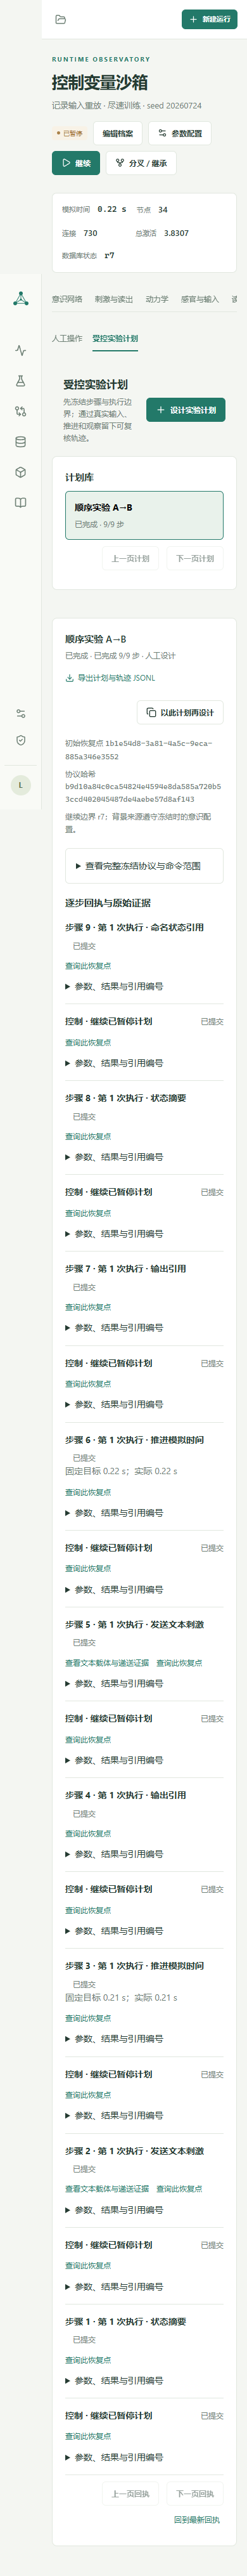 新建运行
RUNTIME OBSERVATORY
控制变量沙箱
记录输入重放 · 尽速训练 · seed 20260724
已暂停
编辑档案
参数配置
继续
分叉 / 继承
模拟时间 0.22 s 节点 34
连接 730 总激活 3.8307
数据库状态 r7
意识网络 刺激与读出 动力学 感官与输入
人工操作 受控实验计划
受控实验计划
先冻结步骤与执行边
界；通过真实输入、
推进和观察留下可复
核轨迹。
设计实验计划
计划库
顺序实验 A→B
已完成 · 9/9 步
上一页计划 下一页计划
顺序实验 A→B
已完成 · 已完成 9/9 步 · 人工设计
导出计划与轨迹 JSONL
以此计划再设计
初始恢复点 1b1e54d8-3a81-4a5c-9eca-
885a346e3552
协议哈希
b9d10a84c0ca54824e4594e8da585a720b5
3ccd402045487de4aebe57d8af143
继续边界 r7；背景来源遵守冻结时的意识配
置。
查看完整冻结协议与命令范围
逐步回执与原始证据
步骤 9 · 第 1 次执行 · 命名状态引用
已提交
查询此恢复点
参数、结果与引用编号
控制 · 继续已暂停计划 已提交
查询此恢复点
参数、结果与引用编号
步骤 8 · 第 1 次执行 · 状态摘要
已提交
查询此恢复点
参数、结果与引用编号
控制 · 继续已暂停计划 已提交
查询此恢复点
参数、结果与引用编号
步骤 7 · 第 1 次执行 · 输出引用
已提交
查询此恢复点
参数、结果与引用编号
控制 · 继续已暂停计划 已提交
查询此恢复点
参数、结果与引用编号
步骤 6 · 第 1 次执行 · 推进模拟时间
已提交
固定目标 0.22 s；实际 0.22 s
查询此恢复点
参数、结果与引用编号
控制 · 继续已暂停计划 已提交
查询此恢复点
参数、结果与引用编号
步骤 5 · 第 1 次执行 · 发送文本刺激
已提交
查看文本载体与递送证据 查询此恢复点
参数、结果与引用编号
控制 · 继续已暂停计划 已提交
查询此恢复点
参数、结果与引用编号
步骤 4 · 第 1 次执行 · 输出引用
已提交
查询此恢复点
参数、结果与引用编号
控制 · 继续已暂停计划 已提交
查询此恢复点
参数、结果与引用编号
步骤 3 · 第 1 次执行 · 推进模拟时间
已提交
固定目标 0.21 s；实际 0.21 s
查询此恢复点
参数、结果与引用编号
控制 · 继续已暂停计划 已提交
查询此恢复点
参数、结果与引用编号
步骤 2 · 第 1 次执行 · 发送文本刺激
已提交
查看文本载体与递送证据 查询此恢复点
参数、结果与引用编号
控制 · 继续已暂停计划 已提交
查询此恢复点
参数、结果与引用编号
步骤 1 · 第 1 次执行 · 状态摘要
已提交
查询此恢复点
参数、结果与引用编号
控制 · 继续已暂停计划 已提交
查询此恢复点
参数、结果与引用编号
上一页回执 下一页回执
回到最新回执
L